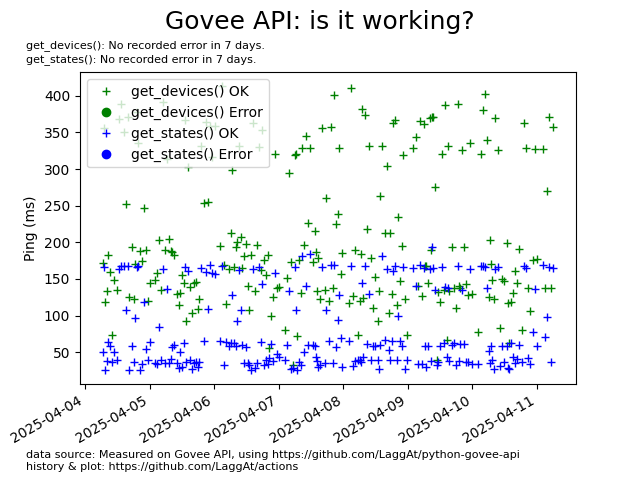 Govee API: is it working?
get_devices(): No recorded error in 7 days.
get_states(): No recorded error in 7 days.
get_devices() OK
get_devices() Error
get_states() OK
get_states() Error
Ping (ms)
400
350
300
250
200
150
100
50
2025-04-04
2025-04-05
2025-04-06
2025-04-07
2025-04-08
2025-04-09
2025-04-10
2025-04-11
data source: Measured on Govee API, using https://github.com/LaggAt/python-govee-api
history & plot: https://github.com/LaggAt/actions